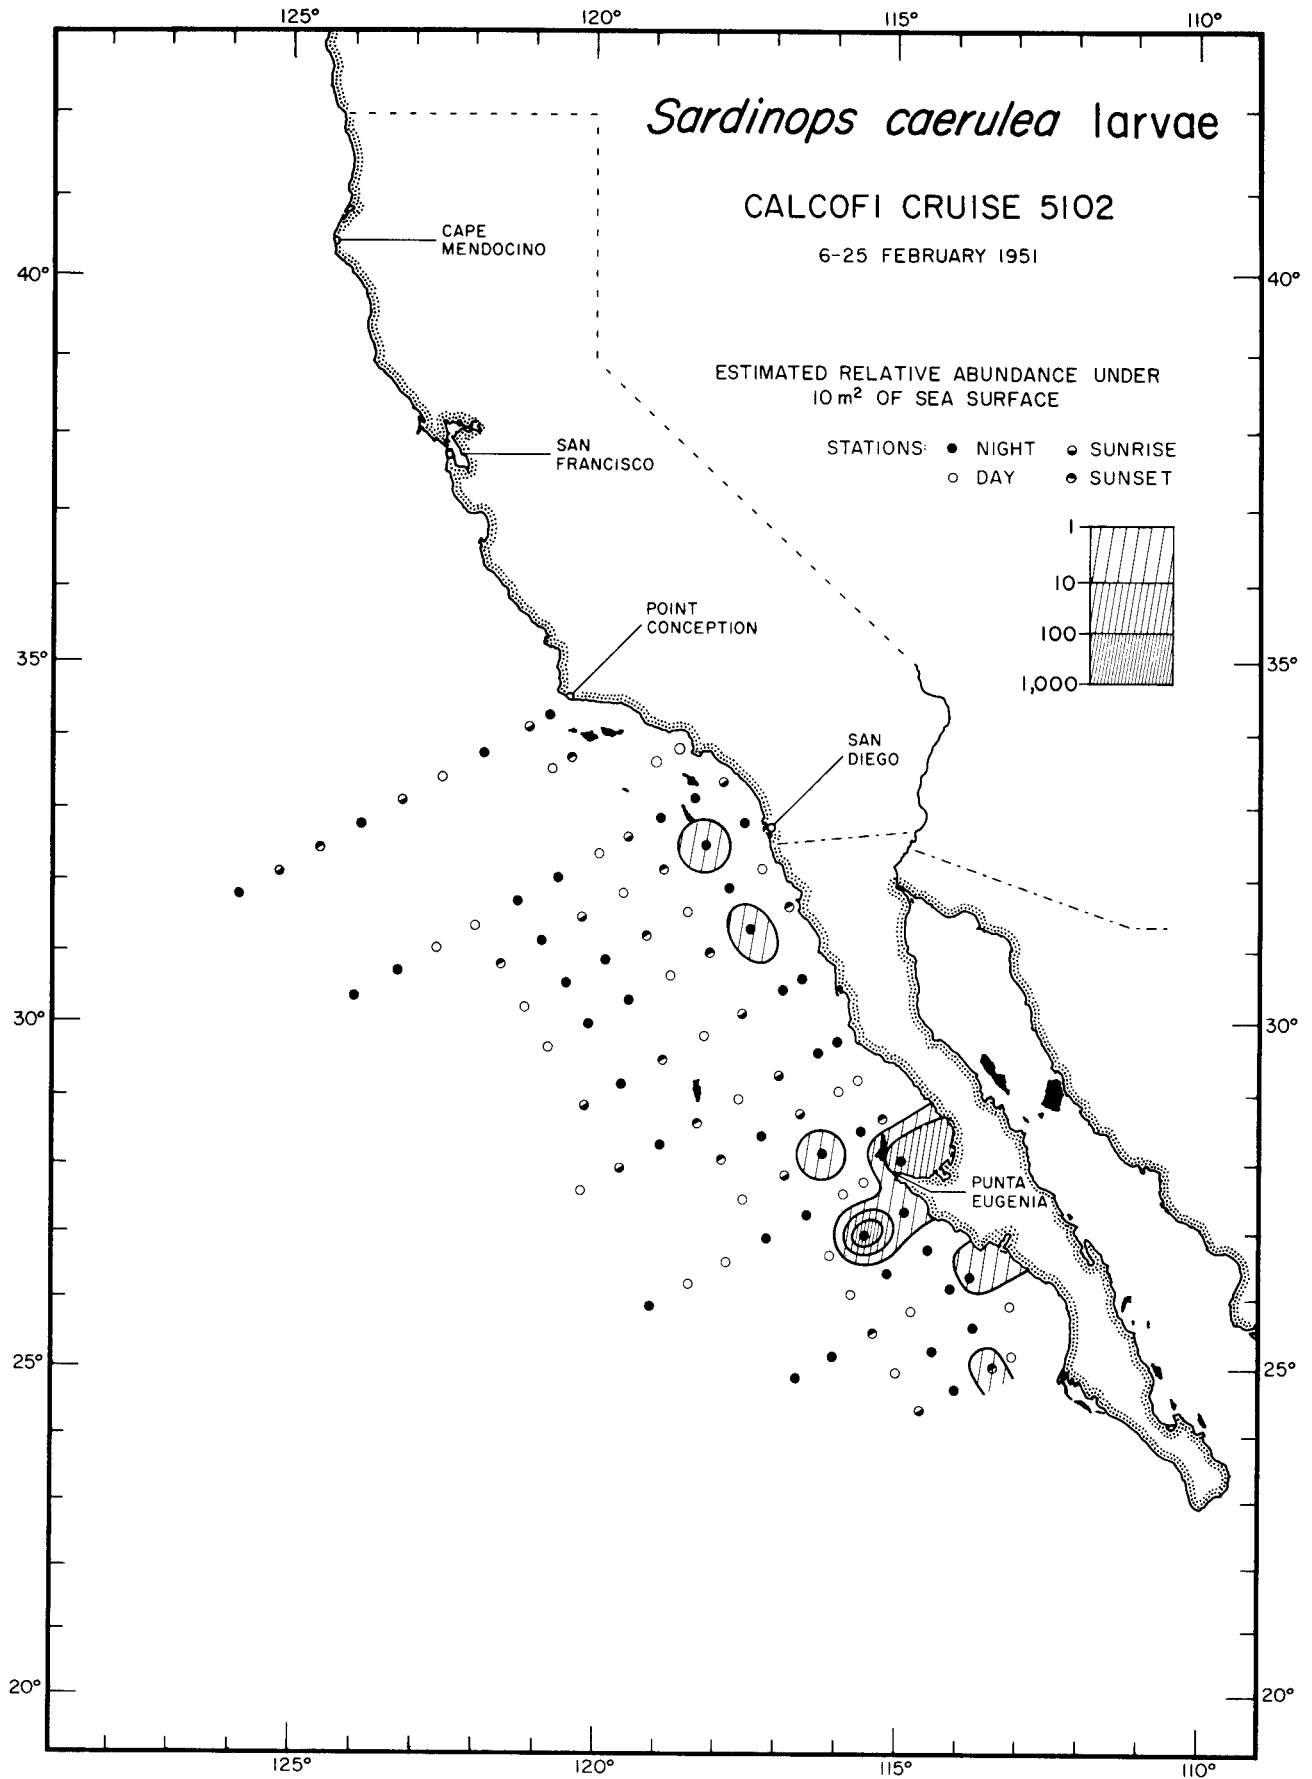 125° 120° 115° 110°
Sardinops caerulea larvae
CALCOFI CRUISE 5102
6-25 FEBRUARY 1951
CAPE
MENDOCINO
40° 40°
ESTIMATED RELATIVE ABUNDANCE UNDER
10 m² OF SEA SURFACE
STATIONS: NIGHT SUNRISE
DAY SUNSET
SAN
FRANCISCO
1
10
100
1,000
POINT
CONCEPTION
35° 35°
SAN
DIEGO
30° 30°
PUNTA
EUGENIA
25° 25°
20° 20°
125° 120° 115° 110°